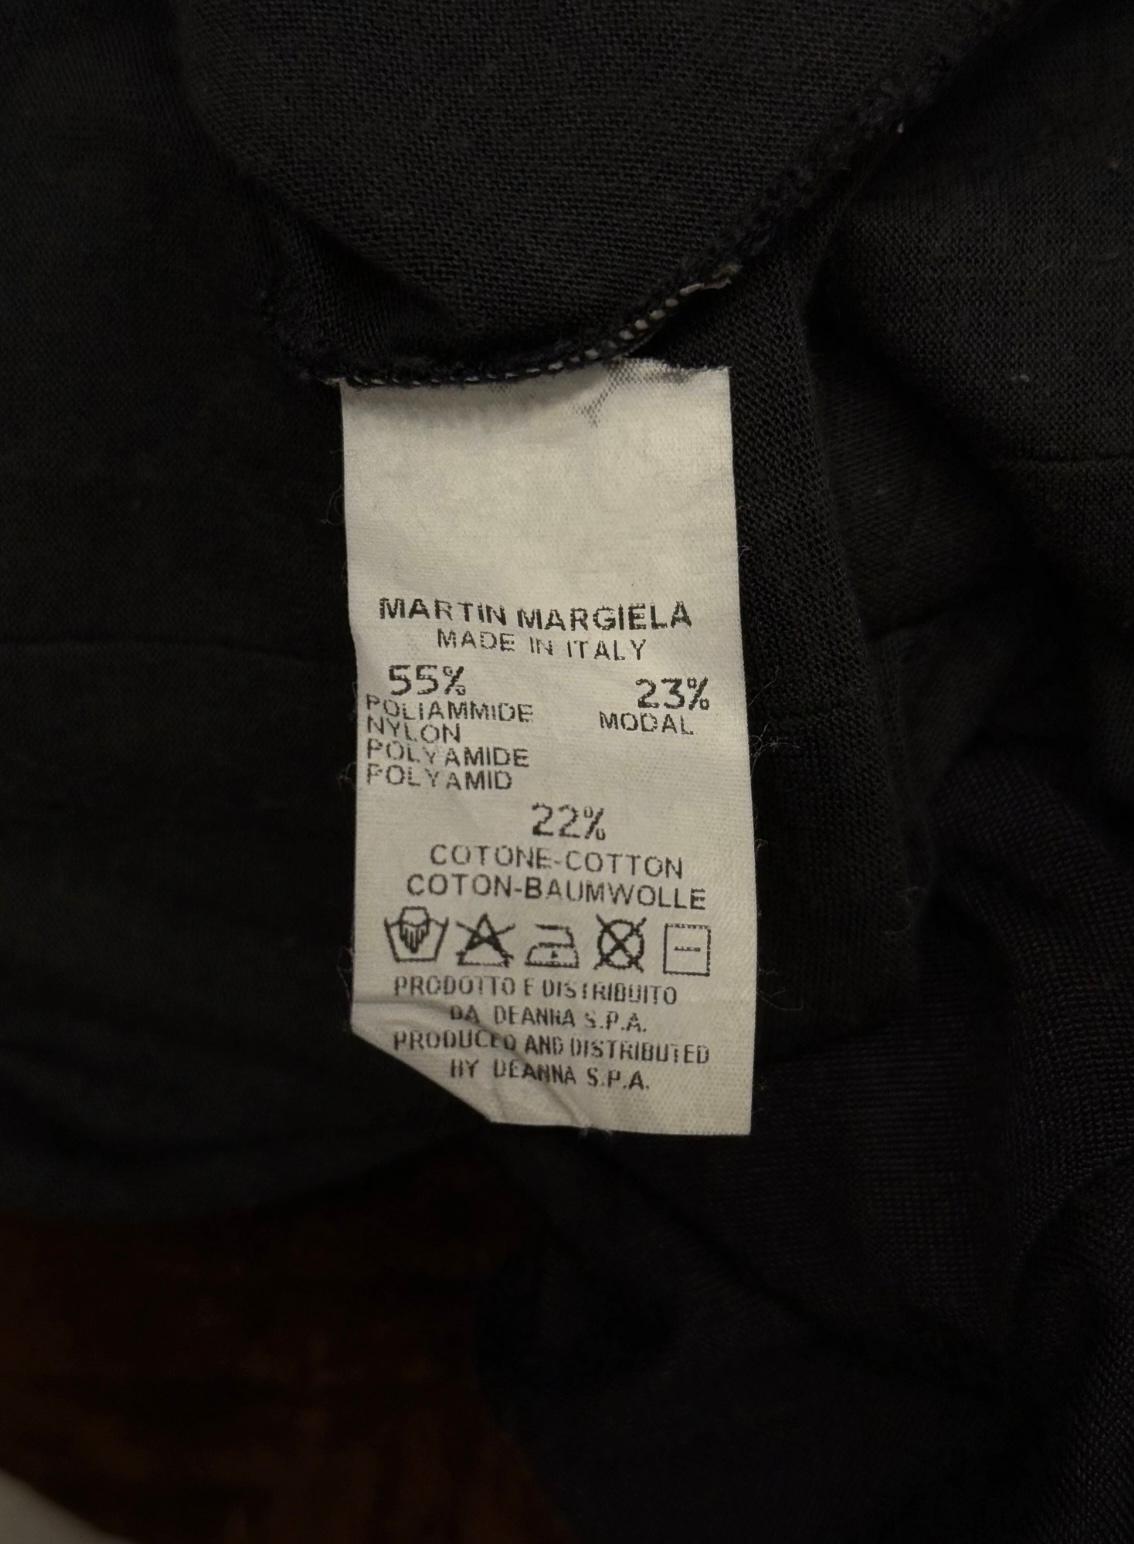 MARTIN MARGIELA
MADE IN ITALY
55% 23%
POLIAMMIDE MODAL
NYLON
POLYAMIDE
POLYAMID
22%
COTONE-COTTON
COTON-BAUMWOLLE
PRODOTTO E DISTRIBUITO
DA DEANNA S.P.A.
PRODUCED AND DISTRIBUTED
BY DEANNA S.P.A.